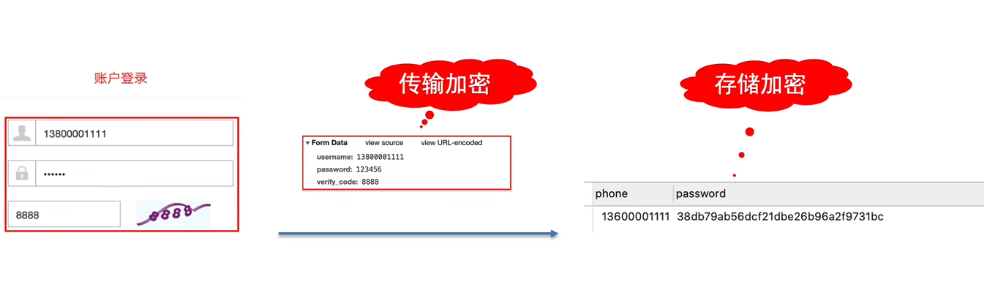 账户登录
13800001111
••••••
8888
8888
传输加密
▼ Form Data view source view URL-encoded
username: 13800001111
password: 123456
verify_code: 8888
存储加密
phone password
13600001111 38db79ab56dcf21dbe26b96a2f9731bc